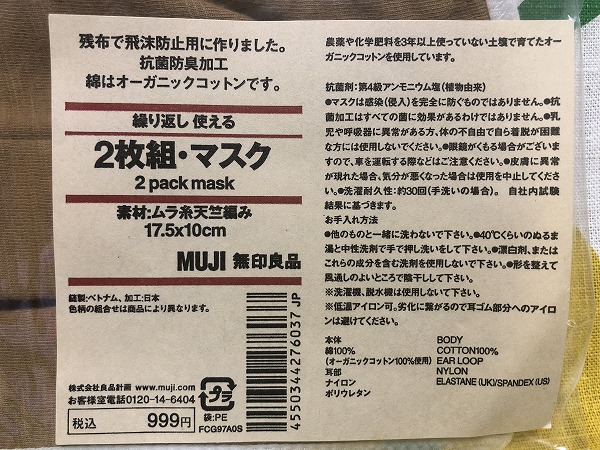 残布で飛沫防止用に作りました。
抗菌防臭加工
綿はオーガニックコットンです。
繰り返し使える
2枚組・マスク
2 pack mask
素材:ムラ糸天竺編み
17.5x10cm
MUJI 無印良品
縫製:ベトナム、加工:日本
色柄の組合せは商品により異なります。
株式会社良品計画 www.muji.com
お客様室電話0120-14-6404
税込 999円
プラ
袋:PE
FCG97A0S
4550344276037 JP
農薬や化学肥料を3年以上使っていない土壌で育てたオ
ーガニックコットンを使用しています。
抗菌剤:第4級アンモニウム塩(植物由来)
●マスクは感染(侵入)を完全に防ぐものではありません。●抗
菌加工はすべての菌に効果があるわけではありません。●乳
児や呼吸器に異常がある方、体の不自由で自ら着脱が困難
な方には使用しないでください。●眼鏡がくもる場合がございま
すので、車を運転する際などはご注意ください。●皮膚に異常
が現れた場合、気分が悪くなった場合は使用を中止してくださ
い。●洗濯耐久性:約30回(手洗いの場合)。 自社内試験
結果に基づきます。
お手入れ方法
●他のものと一緒に洗わないで下さい。●40℃くらいのぬるま
湯と中性洗剤で手で押し洗いをして下さい。●漂白剤、または
これらの成分を含む洗剤を使用しないで下さい。●形を整えて
風通しのよいところで陰干しして下さい。
※洗濯機、脱水機は使用しないで下さい。
※低温アイロン可。劣化に繋がるので耳ゴム部分へのアイロ
ンは避けてください。
本体 BODY
綿100% COTTON100%
(オーガニックコットン100%使用) EAR LOOP
耳部 NYLON
ナイロン ELASTANE (UK)/SPANDEX (US)
ポリウレタン